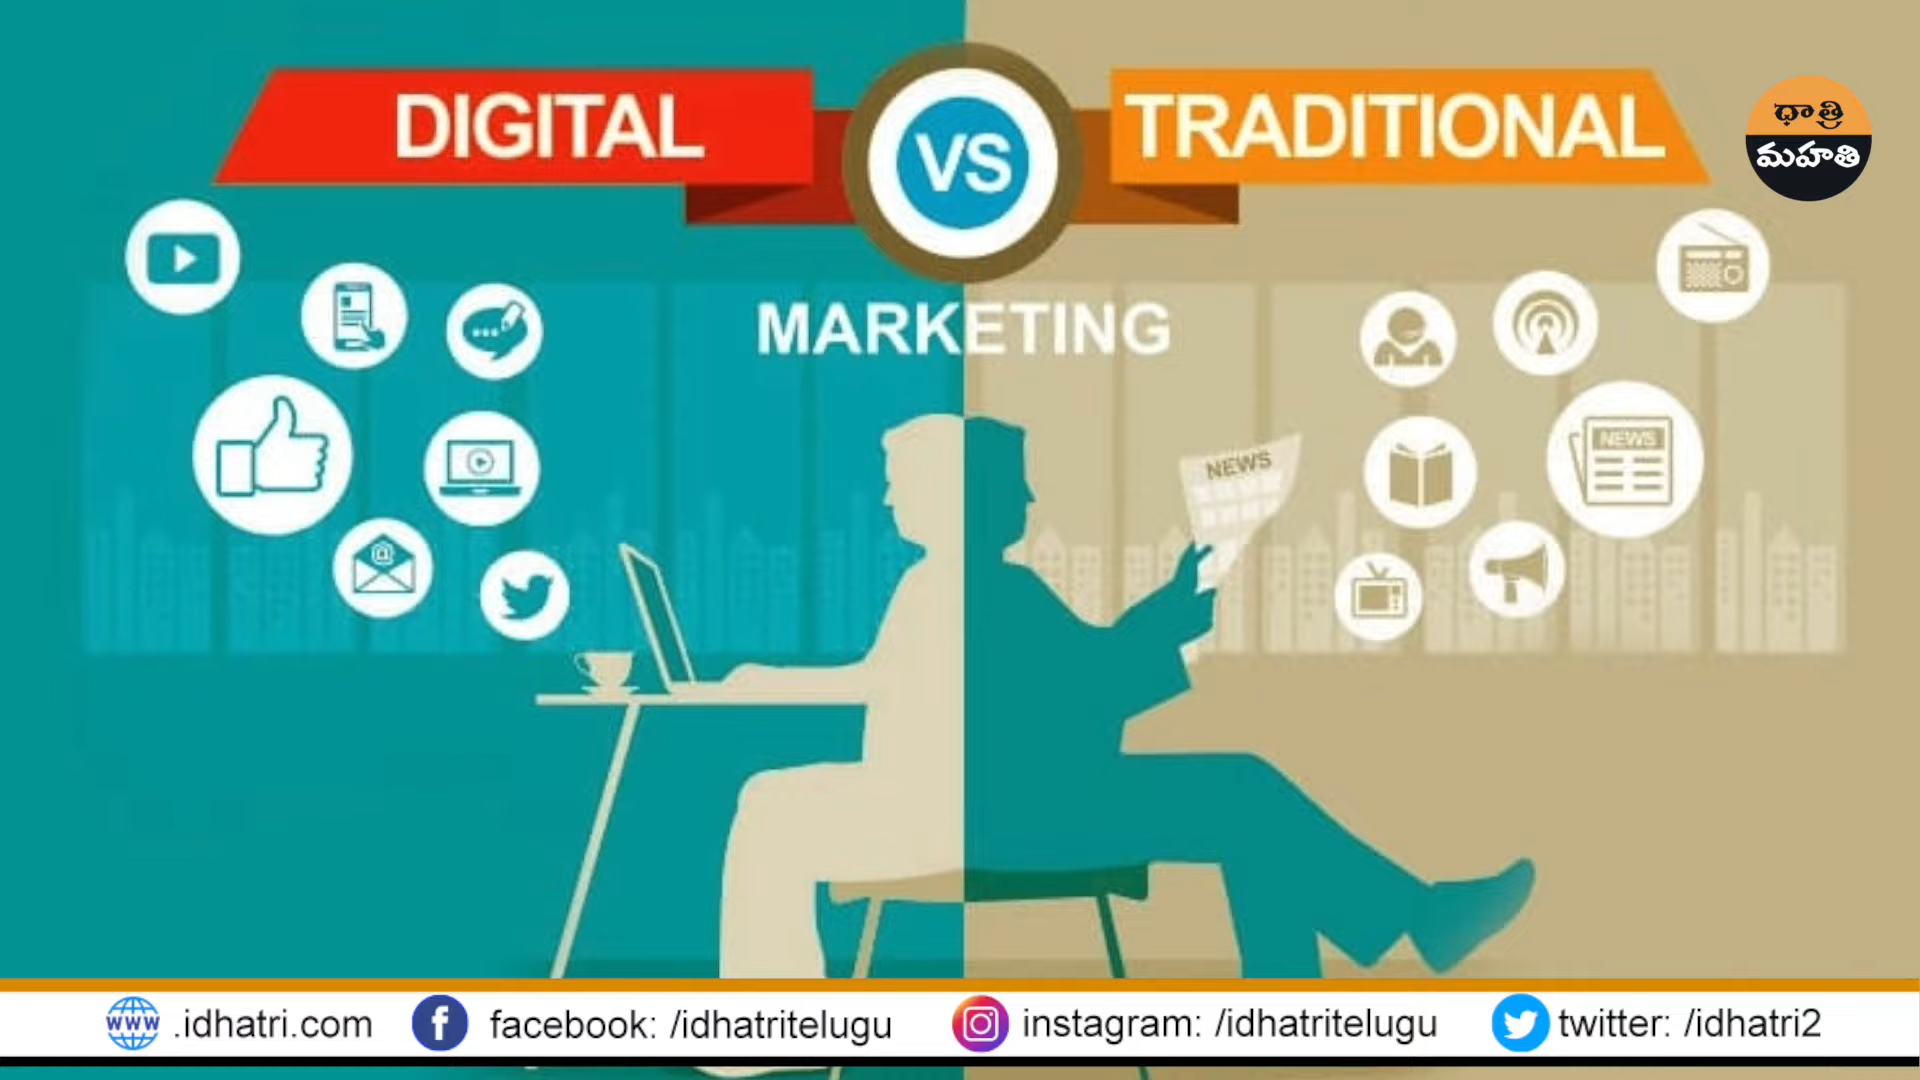 DIGITAL VS TRADITIONAL
ధాత్రి
మహతి
MARKETING
NEWS
NEWS
@
www .idhatri.com facebook: /idhatritelugu instagram: /idhatritelugu twitter: /idhatri2